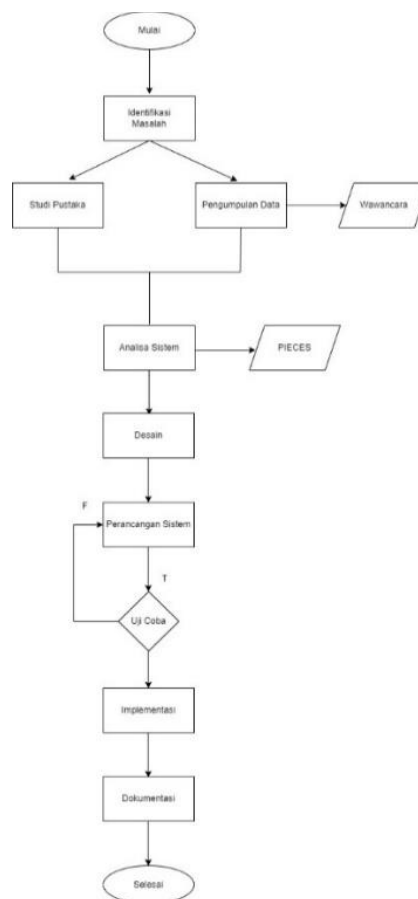 Mulai
Identifikasi
Masalah
Studi Pustaka
Pengumpulan Data
Wawancara
Analisa Sistem
PIECES
Desain
F
Perancangan Sistem
T
Uji Coba
Implementasi
Dokumentasi
Selesai